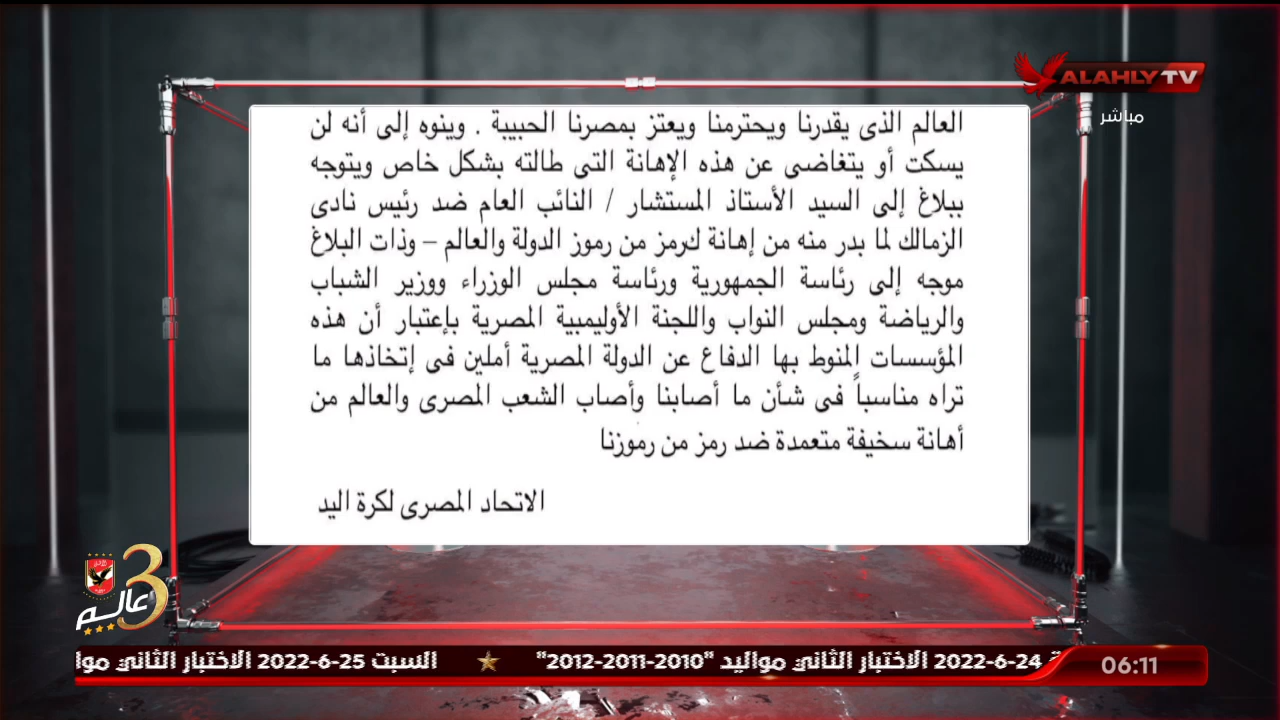 ALAHLY TV
مباشر
العالم الذى يقدرنا ويحترمنا ويعتز بمصرنا الحبيبة . وينوه إلى أنه لن
يسكت أو يتغاضى عن هذه الإهانة التى طالته بشكل خاص ويتوجه
ببلاغ إلى السيد الأستاذ المستشار / النائب العام ضد رئيس نادى
الزمالك لما بدر منه من إهانة لرمز من رموز الدولة والعالم – وذات البلاغ
موجه إلى رئاسة الجمهورية ورئاسة مجلس الوزراء ووزير الشباب
والرياضة ومجلس النواب واللجنة الأوليمبية المصرية بإعتبار أن هذه
المؤسسات المنوط بها الدفاع عن الدولة المصرية أملين فى إتخاذها ما
تراه مناسباً فى شأن ما أصابنا وأصاب الشعب المصرى والعالم من
أهانة سخيفة متعمدة ضد رمز من رموزنا
الاتحاد المصرى لكرة اليد
3 عالم
24-6-2022 الاختبار الثاني مواليد "2010-2011-2012" السبت 25-6-2022 الاختبار الثاني
06:11